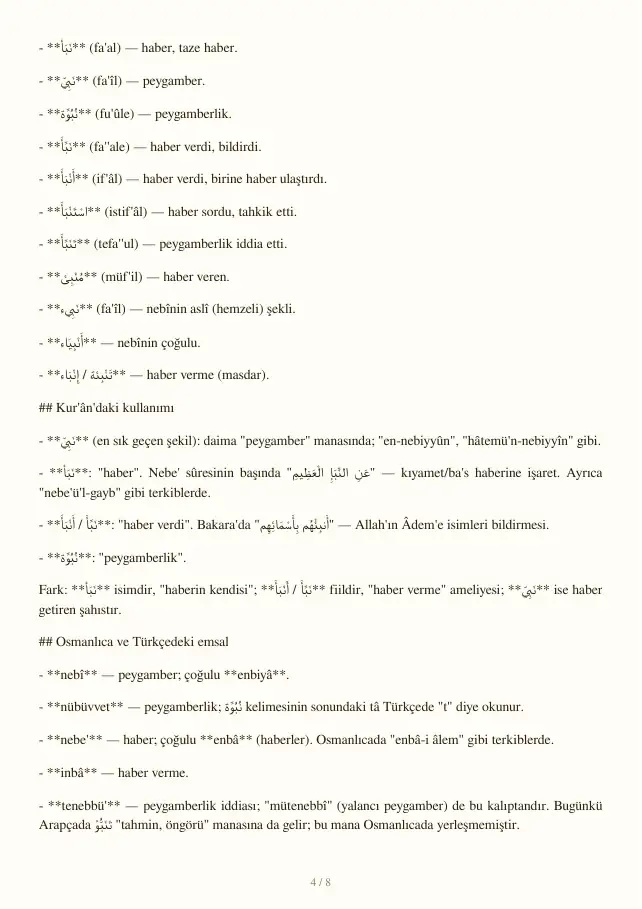 - **نَبَأ** (fa'al) — haber, taze haber.
- **نَبِيّ** (fa'îl) — peygamber.
- **نُبُوَّة** (fu'ûle) — peygamberlik.
- **نَبَّأَ** (fa''ale) — haber verdi, bildirdi.
- **أَنْبَأَ** (if'âl) — haber verdi, birine haber ulaştırdı.
- **اسْتَنْبَأَ** (istif'âl) — haber sordu, tahkik etti.
- **تَنَبَّأَ** (tefa''ul) — peygamberlik iddia etti.
- **مُنْبِئ** (müf'il) — haber veren.
- **نَبِيء** (fa'îl) — nebînin aslî (hemzeli) şekli.
- **أَنْبِيَاء** — nebînin çoğulu.
- **تَنْبِئَة / إِنْبَاء** — haber verme (masdar).
## Kur'ân'daki kullanımı
- **نَبِيّ** (en sık geçen şekil): daima "peygamber" manasında; "en-nebiyyûn", "hâtemü'n-nebiyyîn" gibi.
- **نَبَأ**: "haber". Nebe' sûresinin başında "عَنِ النَّبَإِ الْعَظِيمِ" — kıyamet/ba's haberine işaret. Ayrıca
"nebe'ü'l-gayb" gibi terkiblerde.
- **نَبَّأَ / أَنْبَأَ**: "haber verdi". Bakara'da "أَنبِئْهُم بِأَسْمَائِهِم" — Allah'ın Âdem'e isimleri bildirmesi.
- **نُبُوَّة**: "peygamberlik".
Fark: **نَبَأ** isimdir, "haberin kendisi"; **نَبَّأَ / أَنْبَأَ** fiildir, "haber verme" ameliyesi; **نَبِيّ** ise haber
getiren şahıstır.
## Osmanlıca ve Türkçedeki emsal
- **nebî** — peygamber; çoğulu **enbiyâ**.
- **nübüvvet** — peygamberlik; نُبُوَّة kelimesinin sonundaki tâ Türkçede "t" diye okunur.
- **nebe'** — haber; çoğulu **enbâ** (haberler). Osmanlıcada "enbâ-i âlem" gibi terkiblerde.
- **inbâ** — haber verme.
- **tenebbü'** — peygamberlik iddiası; "mütenebbî" (yalancı peygamber) de bu kalıptandır. Bugünkü
Arapçada تَنَبُّؤ "tahmin, öngörü" manasına da gelir; bu mana Osmanlıcada yerleşmemiştir.
4 / 8